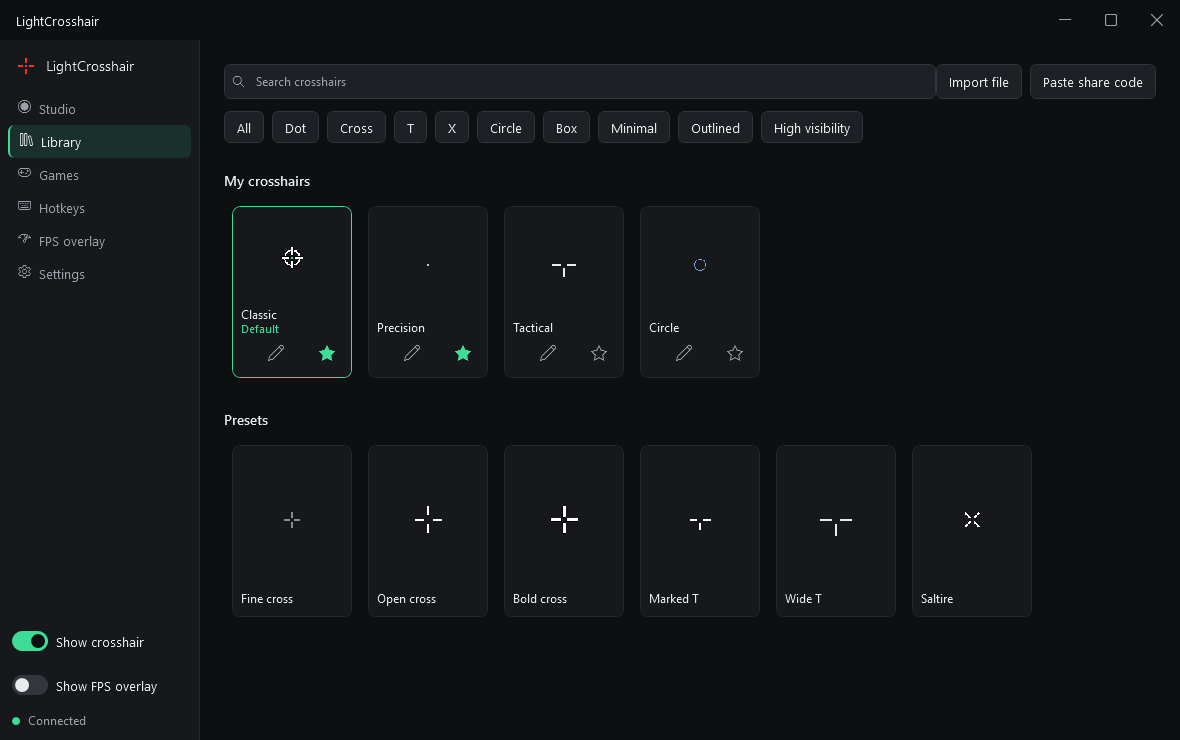 LightCrosshair
LightCrosshair
Studio
Library
Games
Hotkeys
FPS overlay
Settings
Show crosshair
Show FPS overlay
Connected
Search crosshairs
Import file
Paste share code
All
Dot
Cross
T
X
Circle
Box
Minimal
Outlined
High visibility
My crosshairs
Classic
Default
Precision
Tactical
Circle
Presets
Fine cross
Open cross
Bold cross
Marked T
Wide T
Saltire